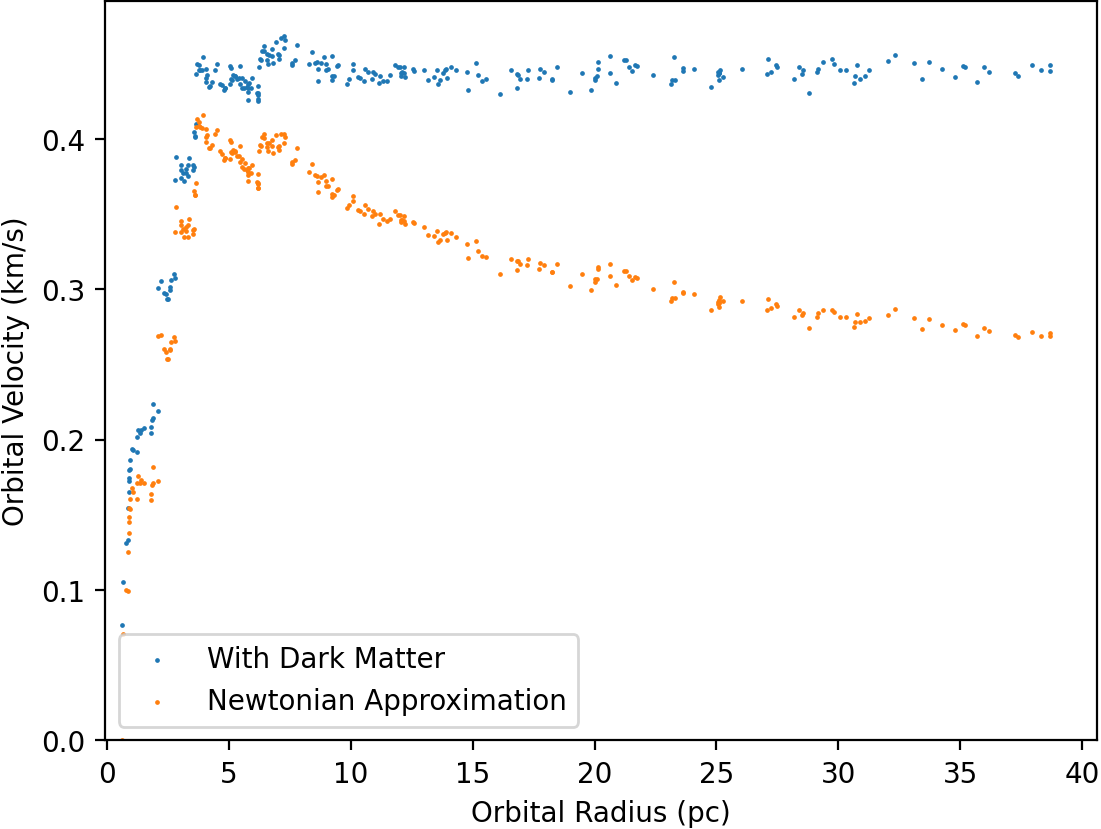 Orbital Velocity (km/s)
0.4
0.3
0.2
0.1
0.0
With Dark Matter
Newtonian Approximation
0 5 10 15 20 25 30 35 40
Orbital Radius (pc)